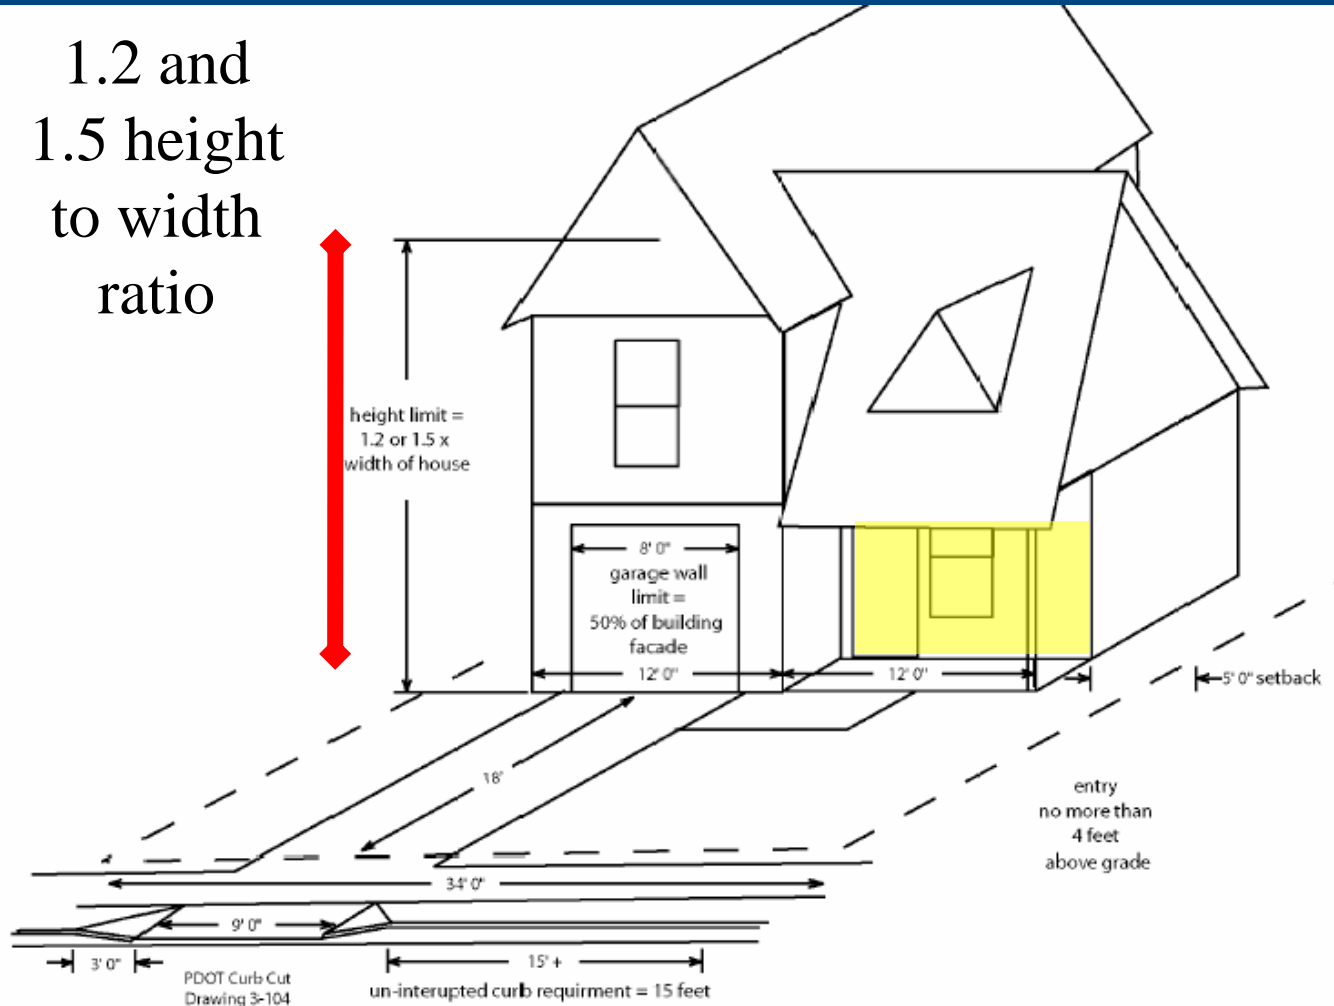 1.2 and
1.5 height
to width
ratio
height limit =
1.2 or 1.5 x
width of house
8' 0"
garage wall
limit =
50% of building
facade
12' 0"
12' 0"
5' 0" setback
18'
entry
no more than
4 feet
above grade
34' 0"
9' 0"
3' 0"
15' +
PDOT Curb Cut
Drawing 3-104
un-interupted curb requirment = 15 feet